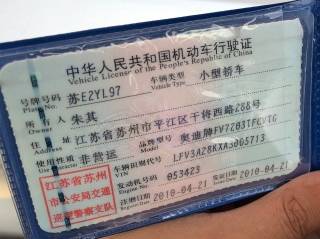 中华人民共和国机动车行驶证
Vehicle License of the People's Republic of China
号牌号码 苏E2YL97 车辆类型 小型轿车
Plate No. Vehicle Type
所有人 朱其
Owner
住址 江苏省苏州市平江区干将西路288号
Address
使用性质 非营运 品牌型号 奥迪牌FV7203TFCVTG
Model
江苏省苏州市公安局交通巡逻警察支队
车辆识别代号 LFV3A28KXA3065713
VIN
发动机号码 053423
Engine No.
注册日期 2010-04-21 发证日期 2010-04-21